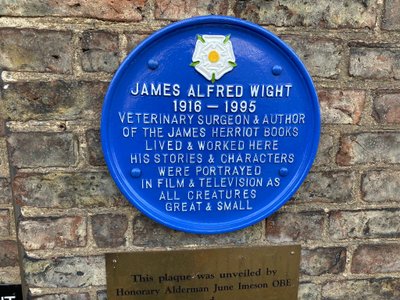 JAMES ALFRED WIGHT
1916 – 1995
VETERINARY SURGEON & AUTHOR
OF THE JAMES HERRIOT BOOKS
LIVED & WORKED HERE
HIS STORIES & CHARACTERS
WERE PORTRAYED
IN FILM & TELEVISION AS
ALL CREATURES
GREAT & SMALL
This plaque was unveiled by
Honorary Alderman June Imeson OBE